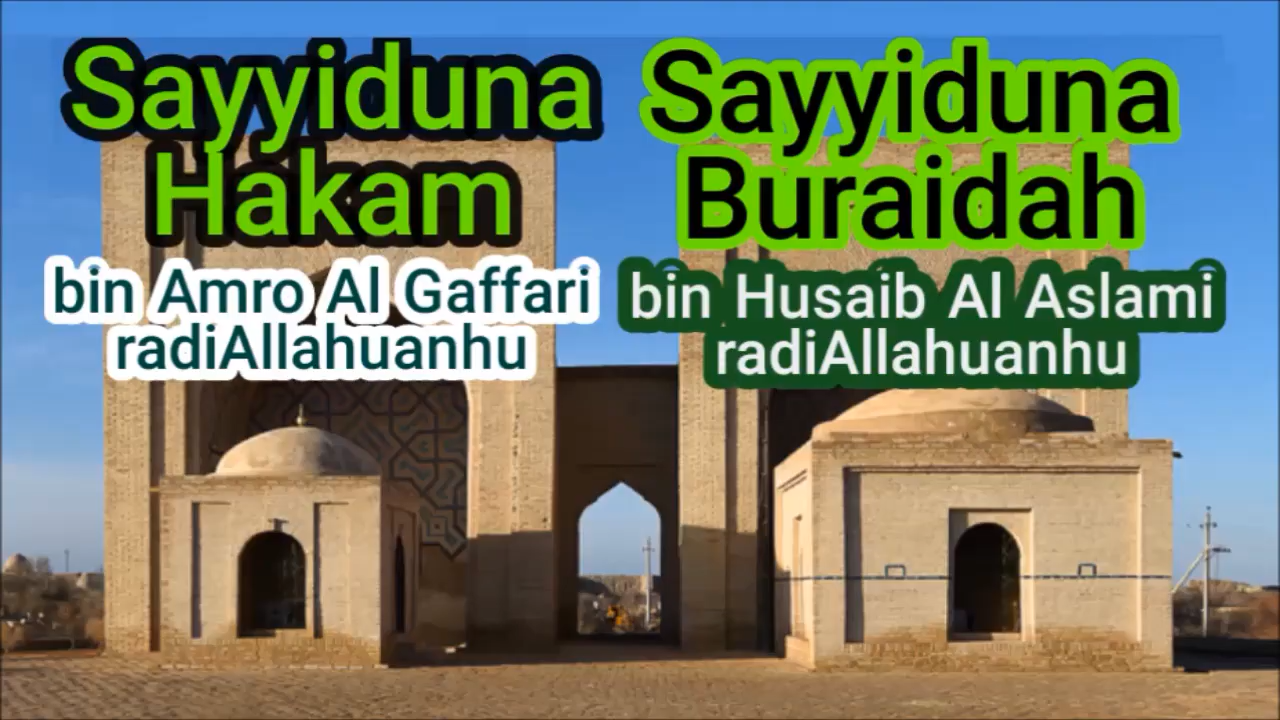 Sayyiduna
Hakam
bin Amro Al Gaffari
radiAllahuanhu
Sayyiduna
Buraidah
bin Husaib Al Aslami
radiAllahuanhu